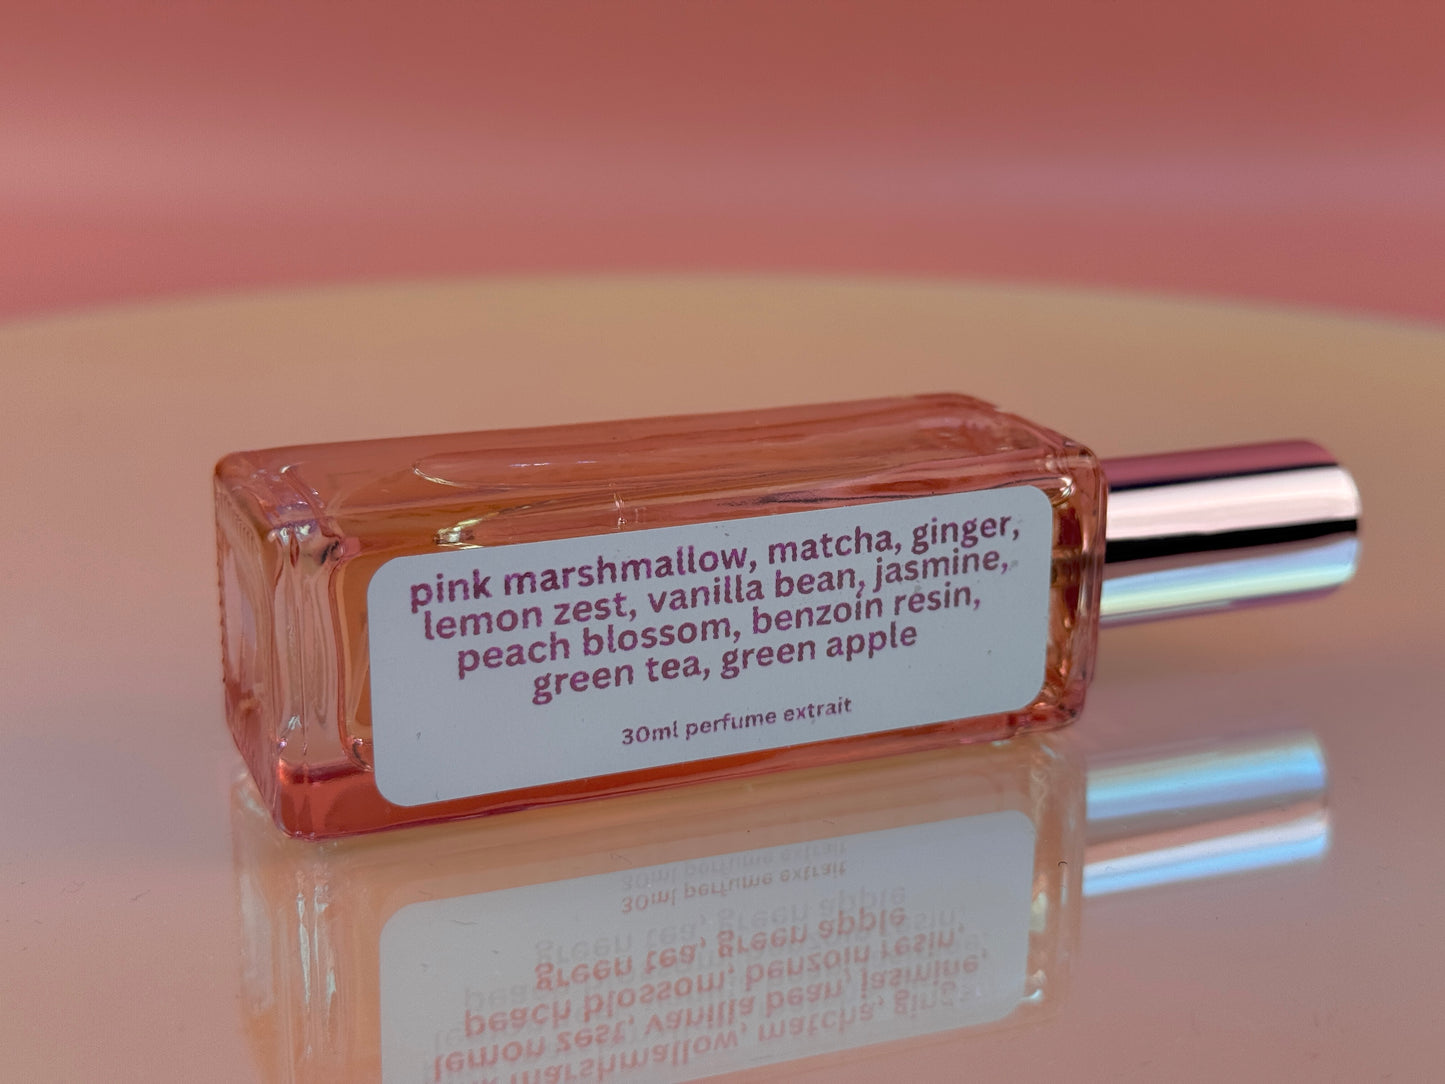 pink marshmallow, matcha, ginger,
lemon zest, vanilla bean, jasmine,
peach blossom, benzoin resin,
green tea, green apple
30ml perfume extrait